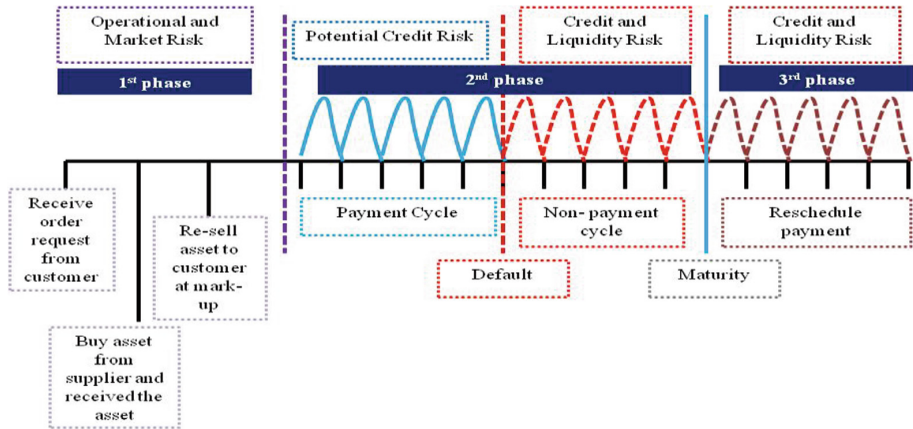 Operational and
Market Risk
Potential Credit Risk
Credit and
Liquidity Risk
Credit and
Liquidity Risk
1st phase
2nd phase
3rd phase
Receive
order
request
from
customer
Re-sell
asset to
customer
at mark-
up
Payment Cycle
Non- payment
cycle
Reschedule
payment
Default
Maturity
Buy asset
from
supplier and
received the
asset